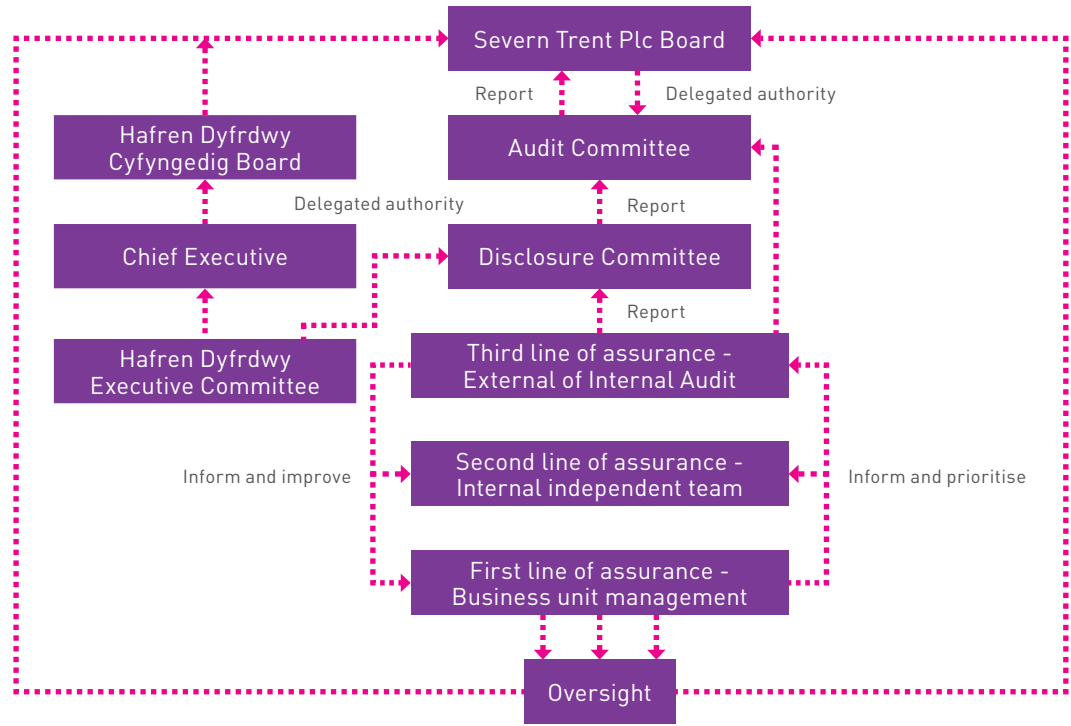 Severn Trent Plc Board
Report
Delegated authority
Hafren Dyfrdwy
Cyfyngedig Board
Audit Committee
Delegated authority
Report
Chief Executive
Disclosure Committee
Report
Hafren Dyfrdwy
Executive Committee
Third line of assurance -
External of Internal Audit
Inform and improve
Second line of assurance -
Internal independent team
Inform and prioritise
First line of assurance -
Business unit management
Oversight